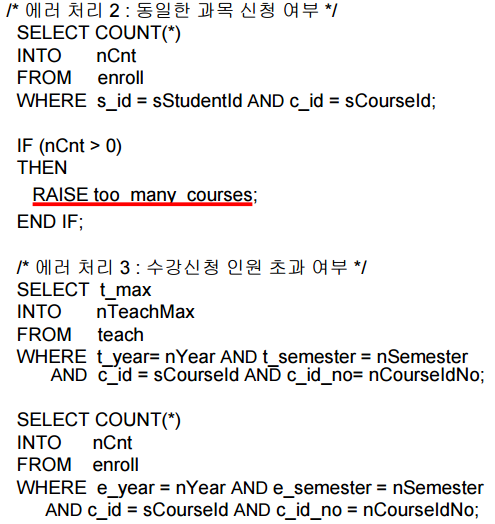 /* 에러 처리 2 : 동일한 과목 신청 여부 */
SELECT COUNT(*)
INTO nCnt
FROM enroll
WHERE s_id = sStudentId AND c_id = sCourseId;
IF (nCnt > 0)
THEN
RAISE too_many_courses;
END IF;
/* 에러 처리 3 : 수강신청 인원 초과 여부 */
SELECT t_max
INTO nTeachMax
FROM teach
WHERE t_year= nYear AND t_semester = nSemester
AND c_id = sCourseId AND c_id_no= nCourseIdNo;
SELECT COUNT(*)
INTO nCnt
FROM enroll
WHERE e_year = nYear AND e_semester = nSemester
AND c_id = sCourseId AND c_id_no = nCourseIdNo;